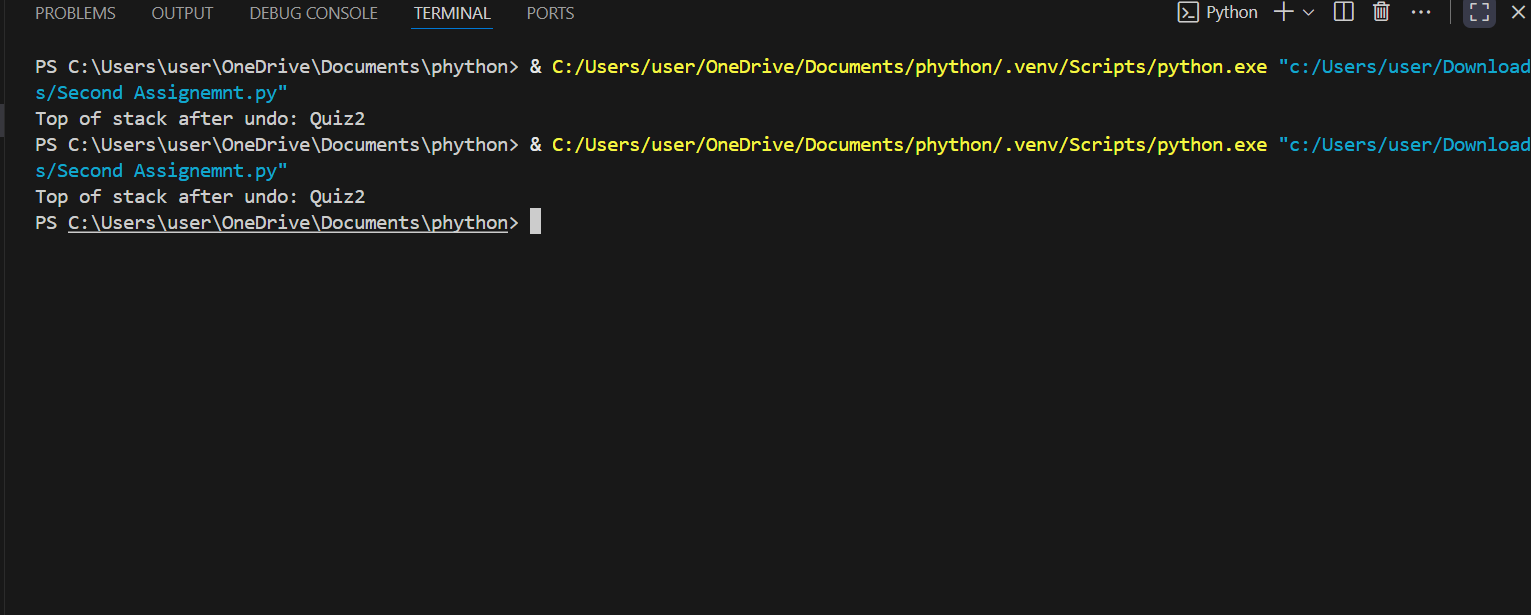 PROBLEMS OUTPUT DEBUG CONSOLE TERMINAL PORTS Python
PS C:\Users\user\OneDrive\Documents\phython> & C:/Users/user/OneDrive/Documents/phython/.venv/Scripts/python.exe "c:/Users/user/Download
s/Second Assignemnt.py"
Top of stack after undo: Quiz2
PS C:\Users\user\OneDrive\Documents\phython> & C:/Users/user/OneDrive/Documents/phython/.venv/Scripts/python.exe "c:/Users/user/Download
s/Second Assignemnt.py"
Top of stack after undo: Quiz2
PS C:\Users\user\OneDrive\Documents\phython>